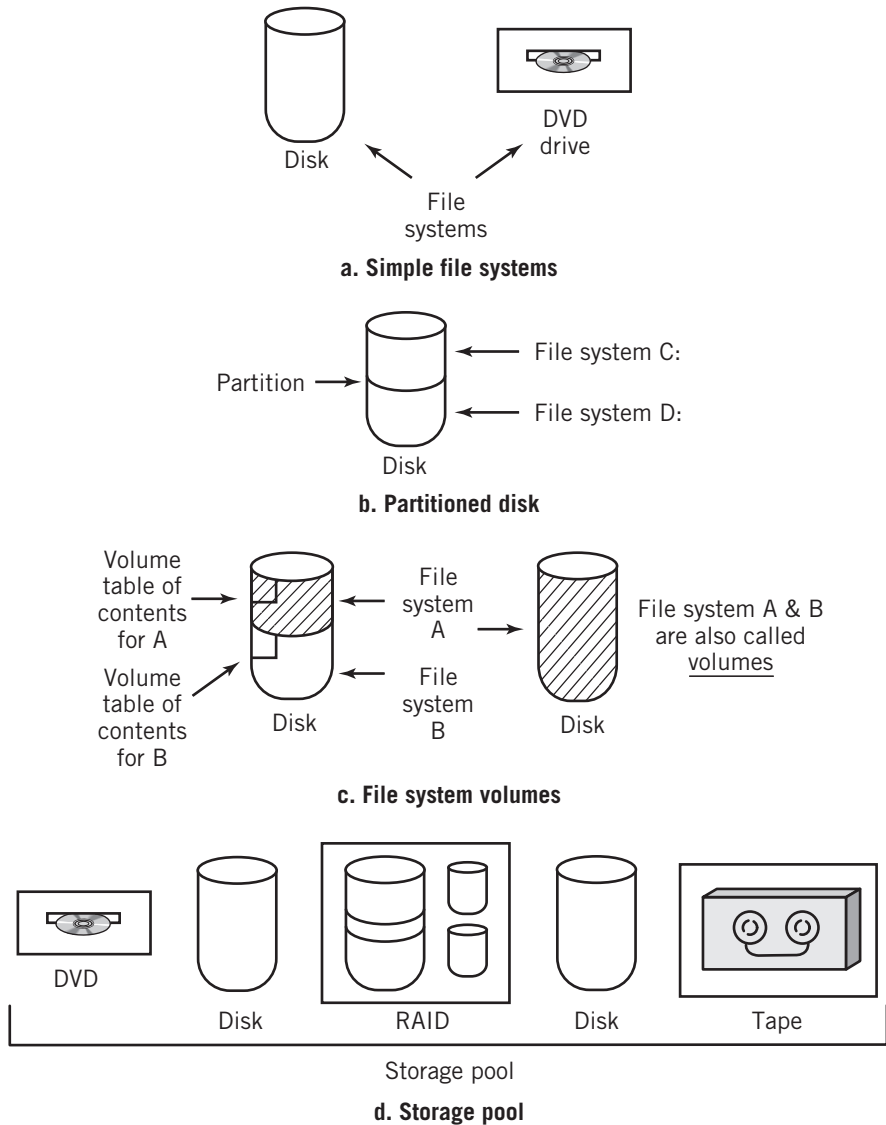 Disk
DVD
drive
File
systems
a. Simple file systems
Partition
File system C:
File system D:
Disk
b. Partitioned disk
Volume
table of
contents
for A
Volume
table of
contents
for B
Disk
File
system
A
File
system
B
Disk
File system A & B
are also called
volumes
c. File system volumes
DVD
Disk
RAID
Disk
Tape
Storage pool
d. Storage pool